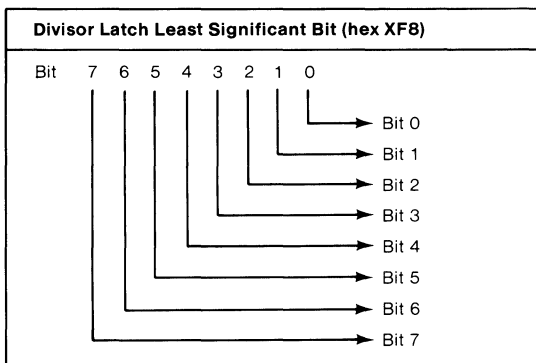 Divisor Latch Least Significant Bit (hex XF8)
Bit 7 6 5 4 3 2 1 0
Bit 0
Bit 1
Bit 2
Bit 3
Bit 4
Bit 5
Bit 6
Bit 7